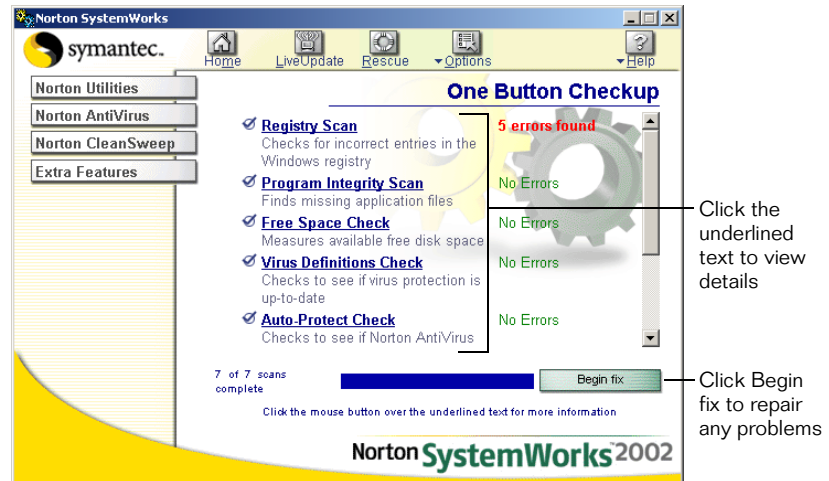 Norton SystemWorks
symantec.
Home
LiveUpdate
Rescue
Options
Help
Norton Utilities
Norton AntiVirus
Norton CleanSweep
Extra Features
One Button Checkup
Registry Scan
5 errors found
Checks for incorrect entries in the
Windows registry
Program Integrity Scan
No Errors
Finds missing application files
Free Space Check
No Errors
Measures available free disk space
Virus Definitions Check
No Errors
Checks to see if virus protection is
up-to-date
Auto-Protect Check
No Errors
Checks to see if Norton AntiVirus
7 of 7 scans
complete
Begin fix
Click the mouse button over the underlined text for more information
Norton SystemWorks 2002
Click the
underlined
text to view
details
Click Begin
fix to repair
any problems